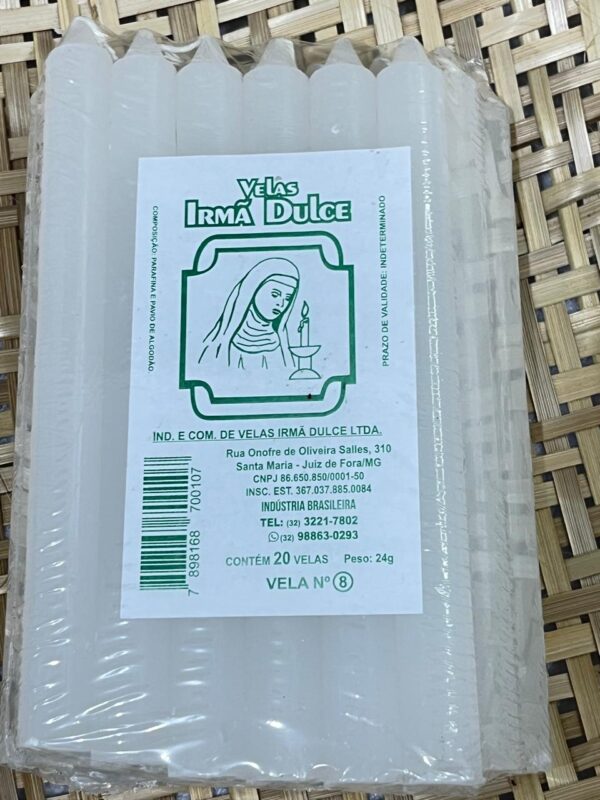 VELAS
IRMÃ DULCE
COMPOSIÇÃO: PARAFINA E PAVIO DE ALGODÃO.
PRAZO DE VALIDADE: INDETERMINADO
IND. E COM. DE VELAS IRMÃ DULCE LTDA.
Rua Onofre de Oliveira Salles, 310
Santa Maria - Juiz de Fora/MG
CNPJ 86.650.850/0001-50
INSC. EST. 367.037.885.0084
INDÚSTRIA BRASILEIRA
TEL: (32) 3221-7802
(32) 98863-0293
CONTÉM 20 VELAS Peso: 24g
VELA Nº 8
7 898168 700107